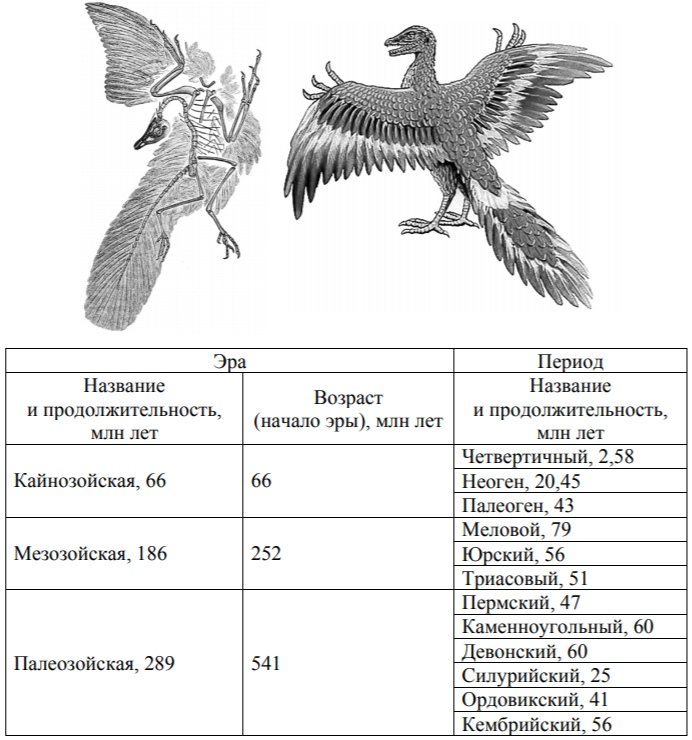 Эра Период
Название
и продолжительность,
млн лет
Возраст
(начало эры), млн лет
Название
и продолжительность,
млн лет
Кайнозойская, 66
66
Четвертичный, 2,58
Неоген, 20,45
Палеоген, 43
Мезозойская, 186
252
Меловой, 79
Юрский, 56
Триасовый, 51
Палеозойская, 289
541
Пермский, 47
Каменноугольный, 60
Девонский, 60
Силурийский, 25
Ордовикский, 41
Кембрийский, 56